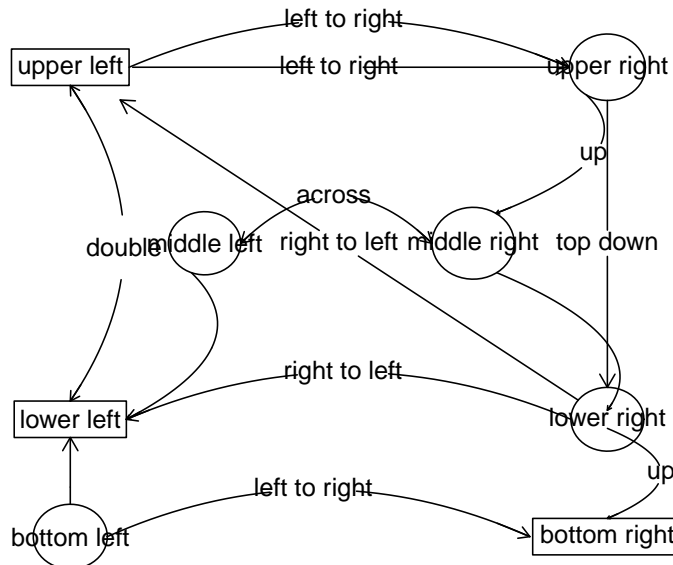 left to right
upper left
left to right
upper right
up
across
double
middle left
right to left
middle right
top down
right to left
lower left
lower right
up
left to right
bottom left
bottom right